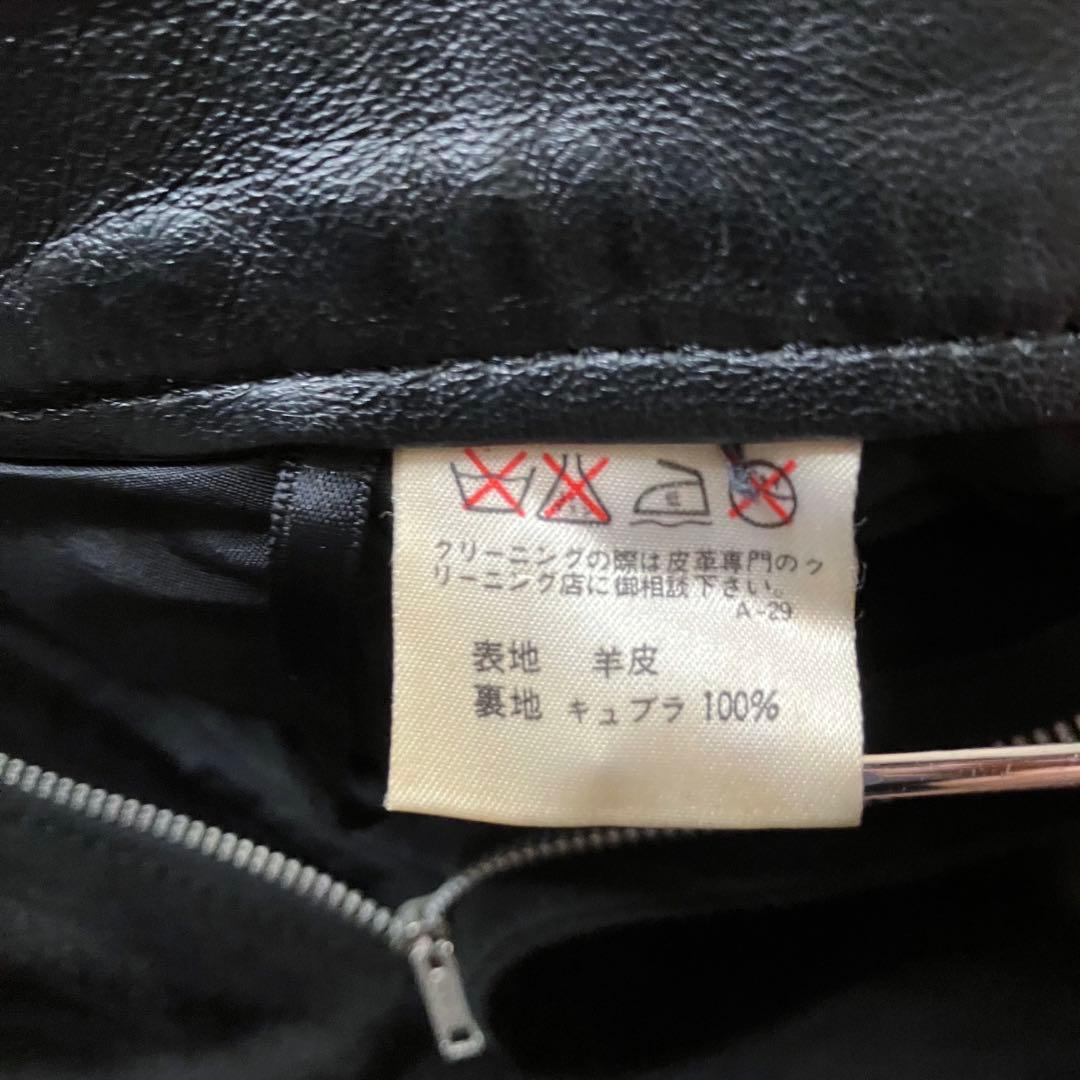 クリーニングの際は皮革専門のク
リーニング店に御相談下さい。
A-29
表地 羊皮
裏地 キュプラ 100%